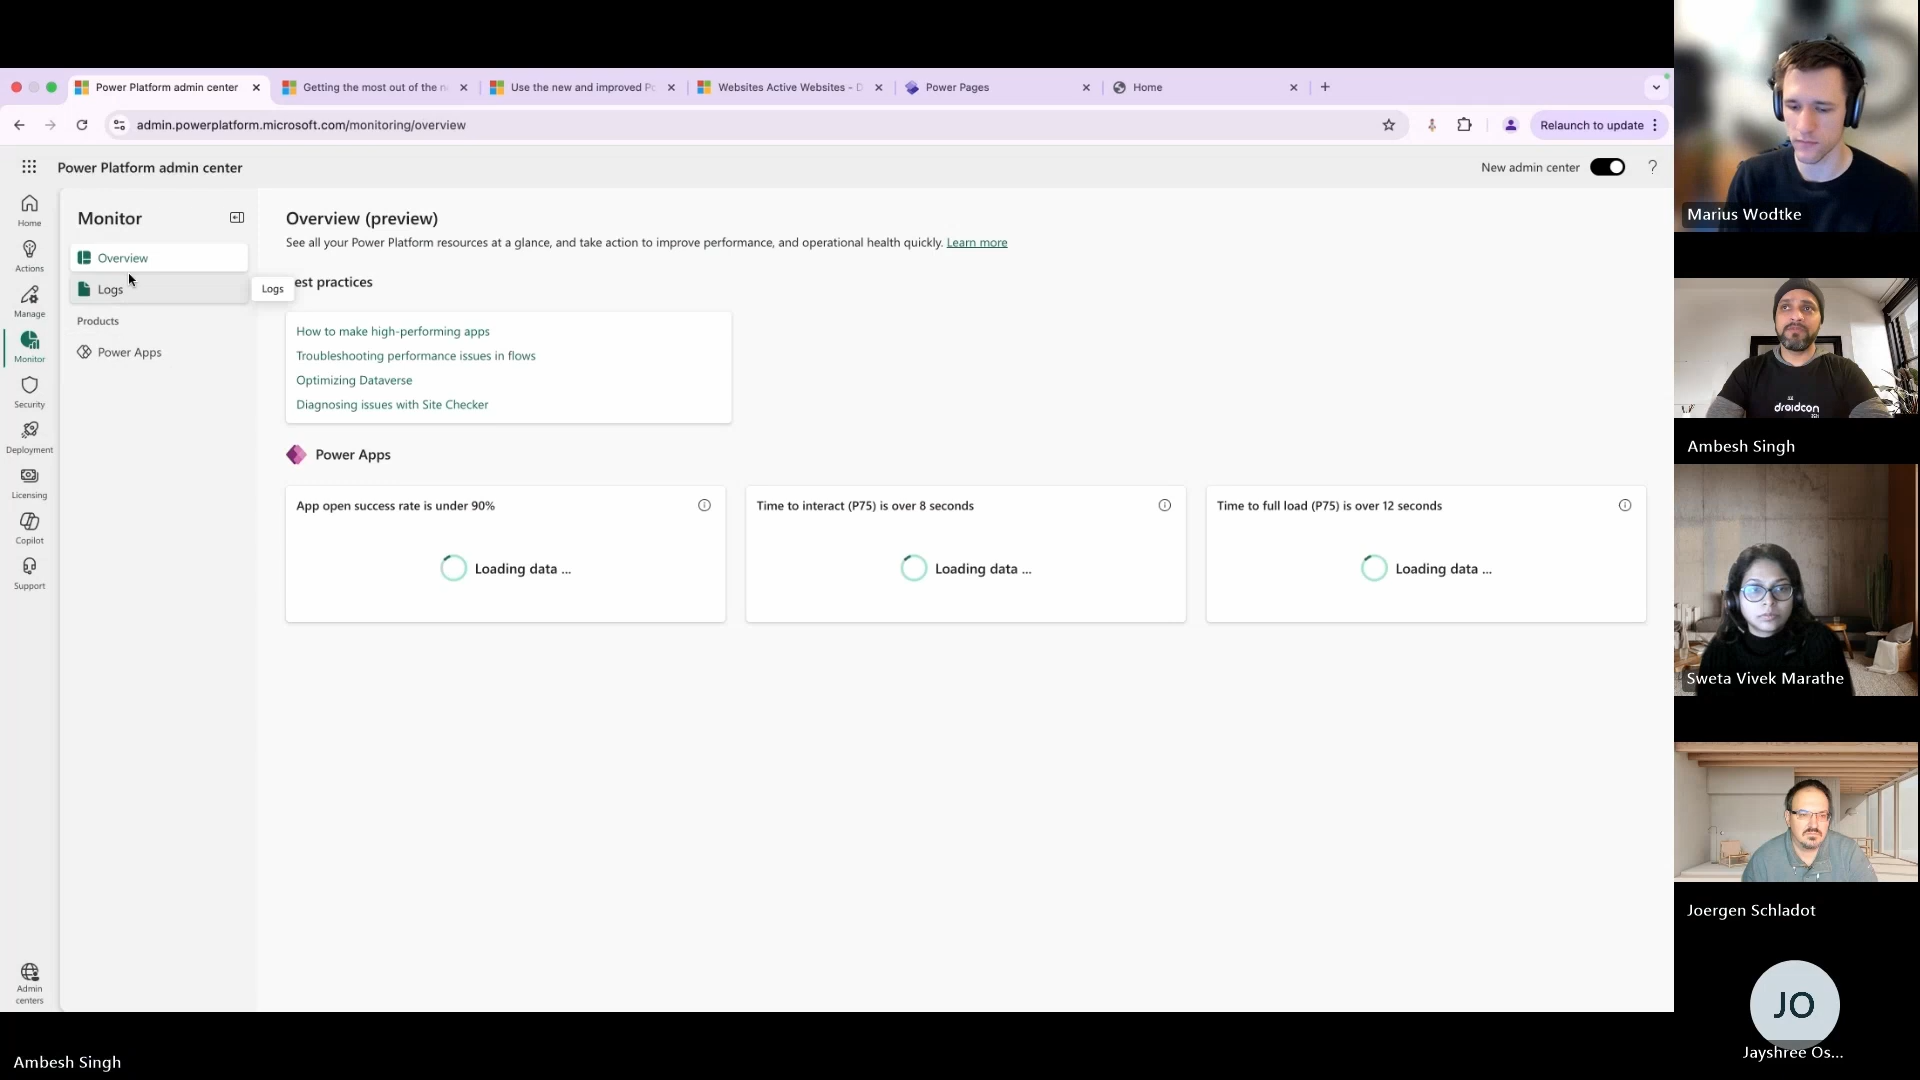 Power Platform admin center
Getting the most out of the n
Use the new and improved Po
Websites Active Websites - D
Power Pages
Home
admin.powerplatform.microsoft.com/monitoring/overview
Relaunch to update
Power Platform admin center
New admin center
?
Home
Actions
Manage
Monitor
Security
Deployment
Licensing
Copilot
Support
Admin
centers
Monitor
Overview
Logs
Products
Power Apps
Logs
Overview (preview)
See all your Power Platform resources at a glance, and take action to improve performance, and operational health quickly. Learn more
est practices
How to make high-performing apps
Troubleshooting performance issues in flows
Optimizing Dataverse
Diagnosing issues with Site Checker
Power Apps
App open success rate is under 90%
Loading data ...
Time to interact (P75) is over 8 seconds
Loading data ...
Time to full load (P75) is over 12 seconds
Loading data ...
Marius Wodtke
droidcon
Ambesh Singh
Sweta Vivek Marathe
Joergen Schladot
JO
Jayshree Os...
Ambesh Singh